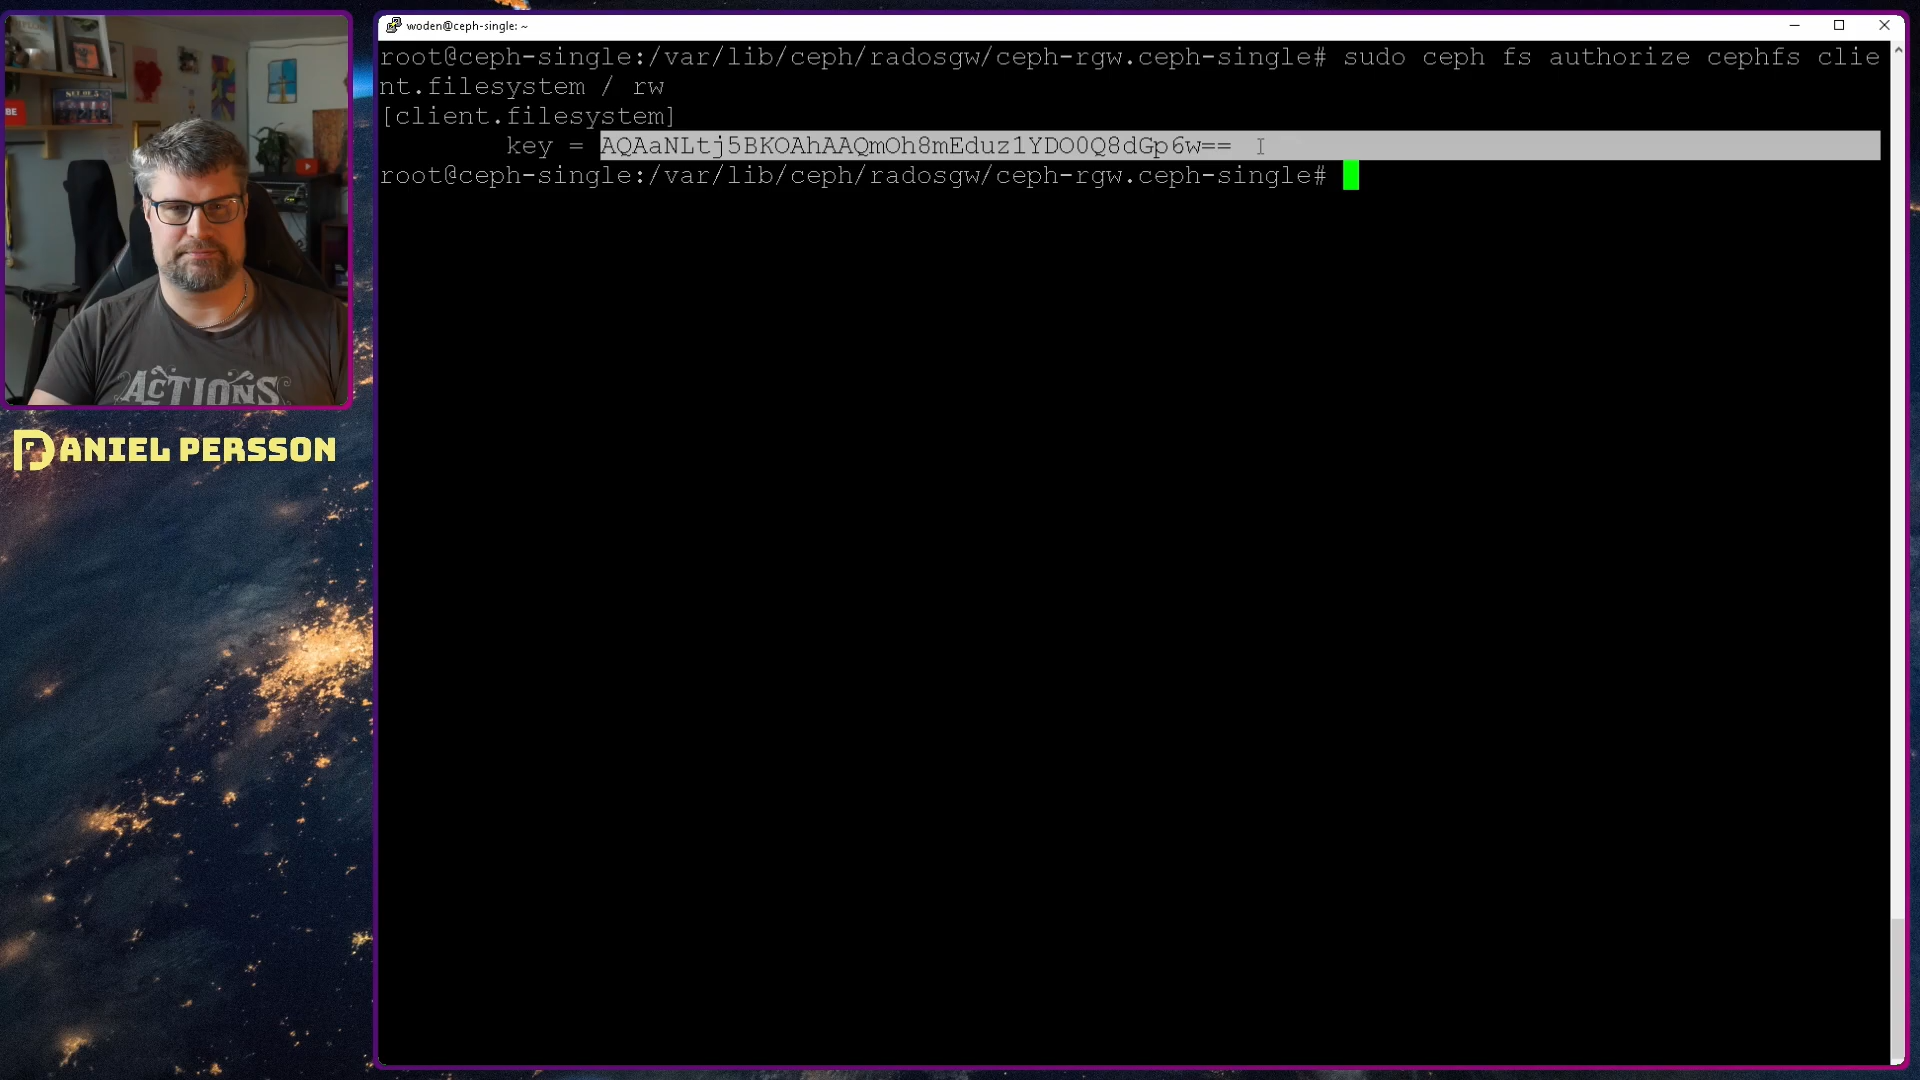 woden@ceph-single: ~
root@ceph-single:/var/lib/ceph/radosgw/ceph-rgw.ceph-single# sudo ceph fs authorize cephfs clie
nt.filesystem / rw
[client.filesystem]
key = AQAaNLtj5BKOAhAAQmOh8mEduz1YDO0Q8dGp6w==
root@ceph-single:/var/lib/ceph/radosgw/ceph-rgw.ceph-single#
ACTIONS
DANIEL PERSSON